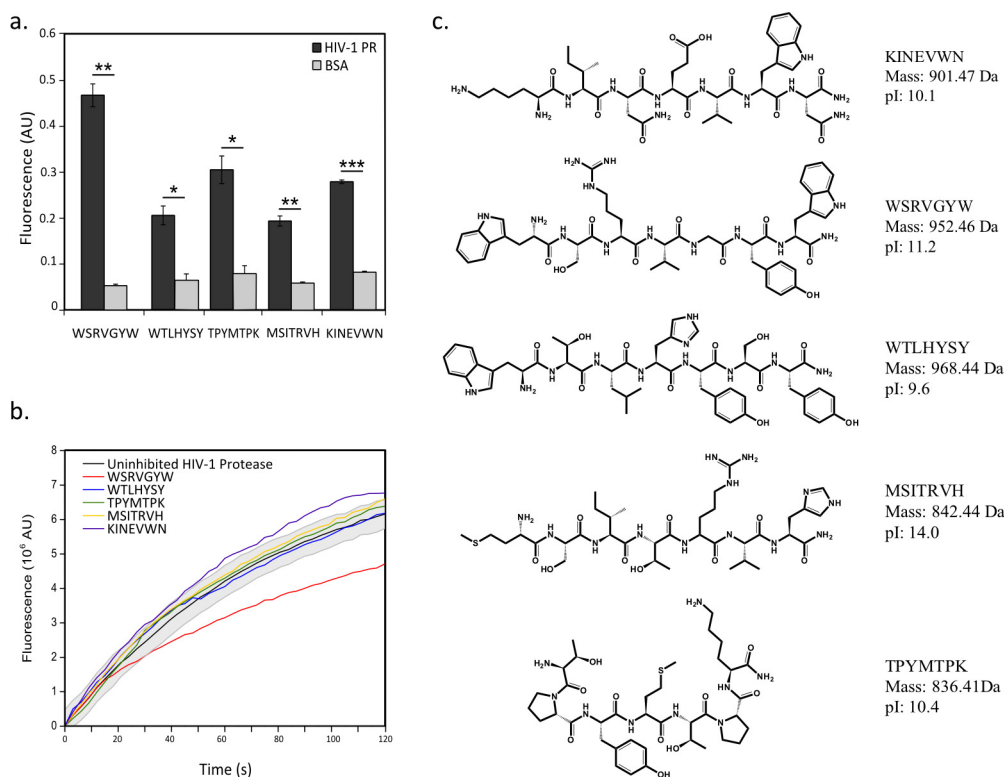 a.
Fluorescence (AU)
0.6
0.5
0.4
0.3
0.2
0.1
0
HIV-1 PR
BSA
**
*
*
**
***
WSRVGYW
WTLHYSY
TPYMTPK
MSITRVH
KINEVWN
b.
Fluorescence (10⁶ AU)
8
7
6
5
4
3
2
1
0
Uninhibited HIV-1 Protease
WSRVGYW
WTLHYSY
TPYMTPK
MSITRVH
KINEVWN
0
20
40
60
80
100
120
Time (s)
c.
KINEVWN
Mass: 901.47 Da
pI: 10.1
WSRVGYW
Mass: 952.46 Da
pI: 11.2
WTLHYSY
Mass: 968.44 Da
pI: 9.6
MSITRVH
Mass: 842.44 Da
pI: 14.0
TPYMTPK
Mass: 836.41Da
pI: 10.4